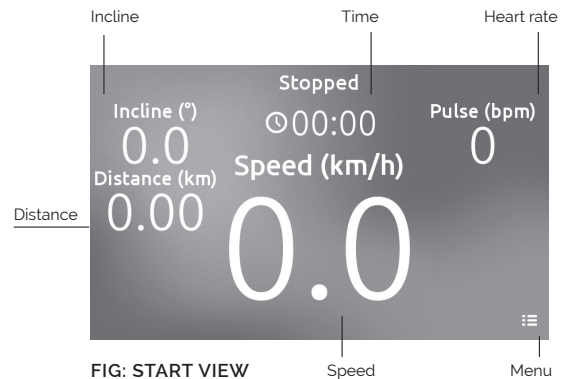 Incline
Time
Heart rate
Stopped
Incline (°)
0.0
00:00
Pulse (bpm)
0
Distance (km)
0.00
Speed (km/h)
0.0
Distance
FIG: START VIEW
Speed
Menu